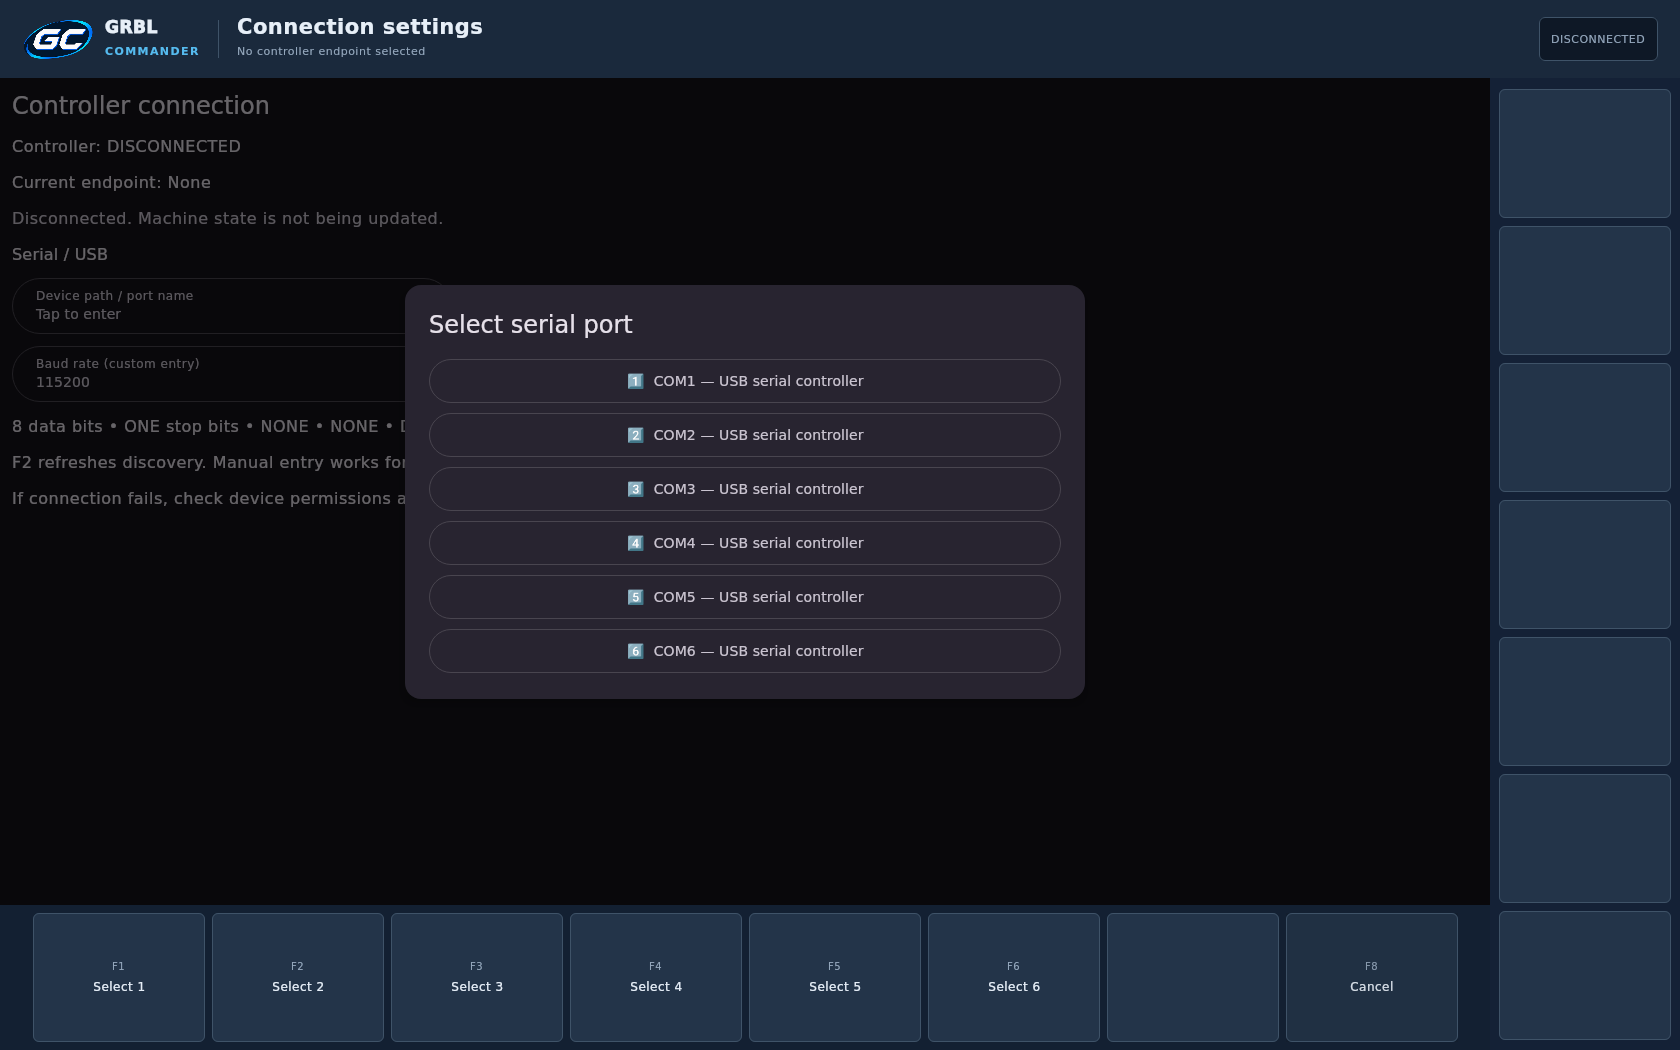 GC
GRBL
COMMANDER
Connection settings
No controller endpoint selected
DISCONNECTED
Controller connection
Controller: DISCONNECTED
Current endpoint: None
Disconnected. Machine state is not being updated.
Serial / USB
Device path / port name
Tap to enter
Baud rate (custom entry)
115200
8 data bits • ONE stop bits • NONE • NONE •
F2 refreshes discovery. Manual entry works for
If connection fails, check device permissions
Select serial port
1 COM1 — USB serial controller
2 COM2 — USB serial controller
3 COM3 — USB serial controller
4 COM4 — USB serial controller
5 COM5 — USB serial controller
6 COM6 — USB serial controller
F1
Select 1
F2
Select 2
F3
Select 3
F4
Select 4
F5
Select 5
F6
Select 6
F8
Cancel